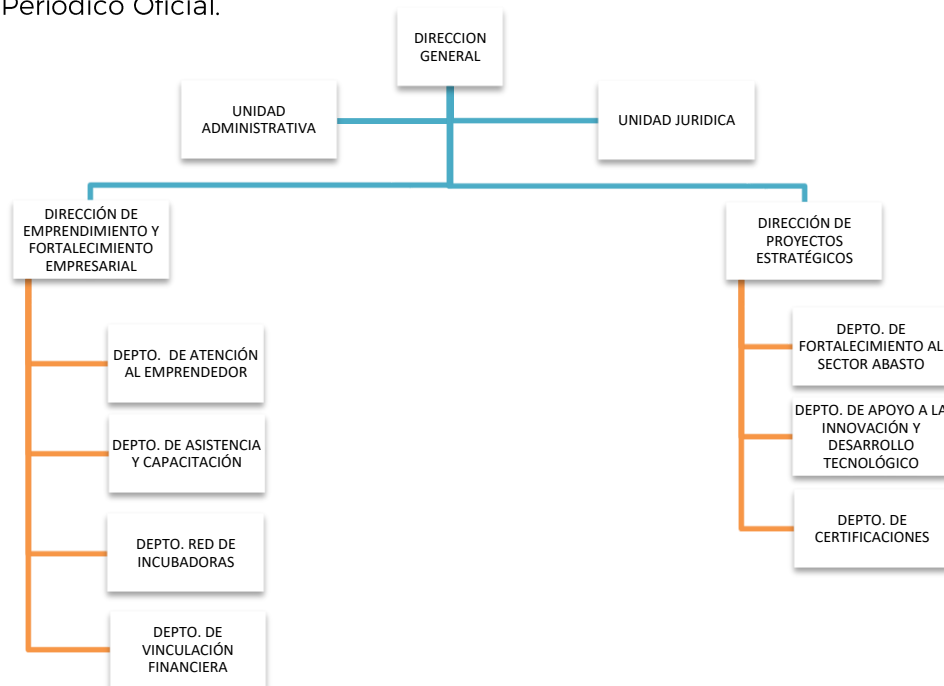 Periódico Oficial.
DIRECCION
GENERAL
UNIDAD
ADMINISTRATIVA
UNIDAD JURIDICA
DIRECCIÓN DE
EMPRENDIMIENTO Y
FORTALECIMIENTO
EMPRESARIAL
DIRECCIÓN DE
PROYECTOS
ESTRATÉGICOS
DEPTO. DE ATENCIÓN
AL EMPRENDEDOR
DEPTO. DE ASISTENCIA
Y CAPACITACIÓN
DEPTO. RED DE
INCUBADORAS
DEPTO. DE
VINCULACIÓN
FINANCIERA
DEPTO. DE
FORTALECIMIENTO AL
SECTOR ABASTO
DEPTO. DE APOYO A LA
INNOVACIÓN Y
DESARROLLO
TECNOLÓGICO
DEPTO. DE
CERTIFICACIONES